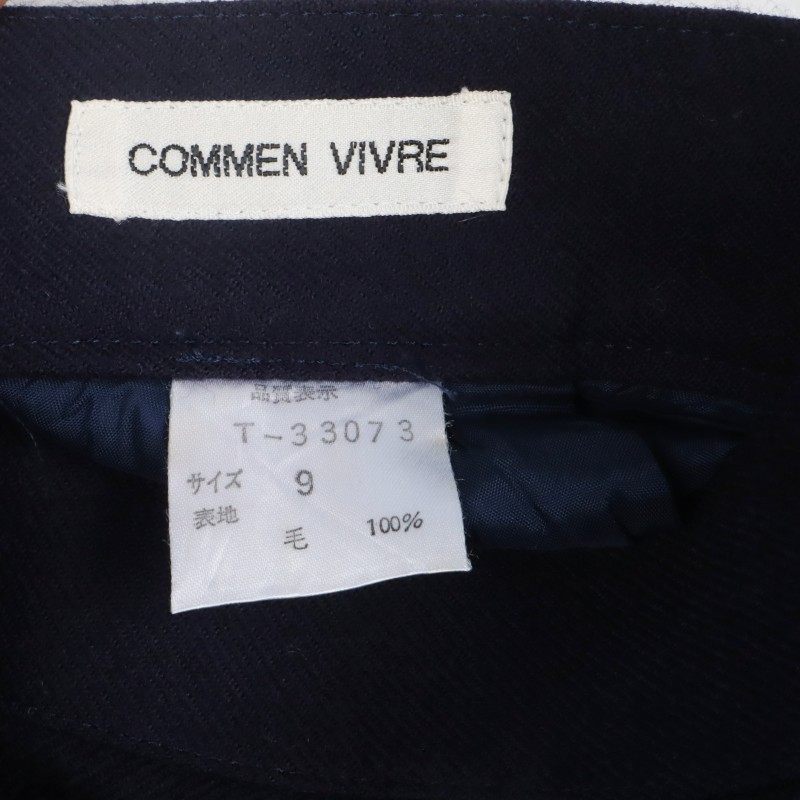 COMMEN VIVRE
品質表示
T-33073
サイズ 9
表地
毛 100%